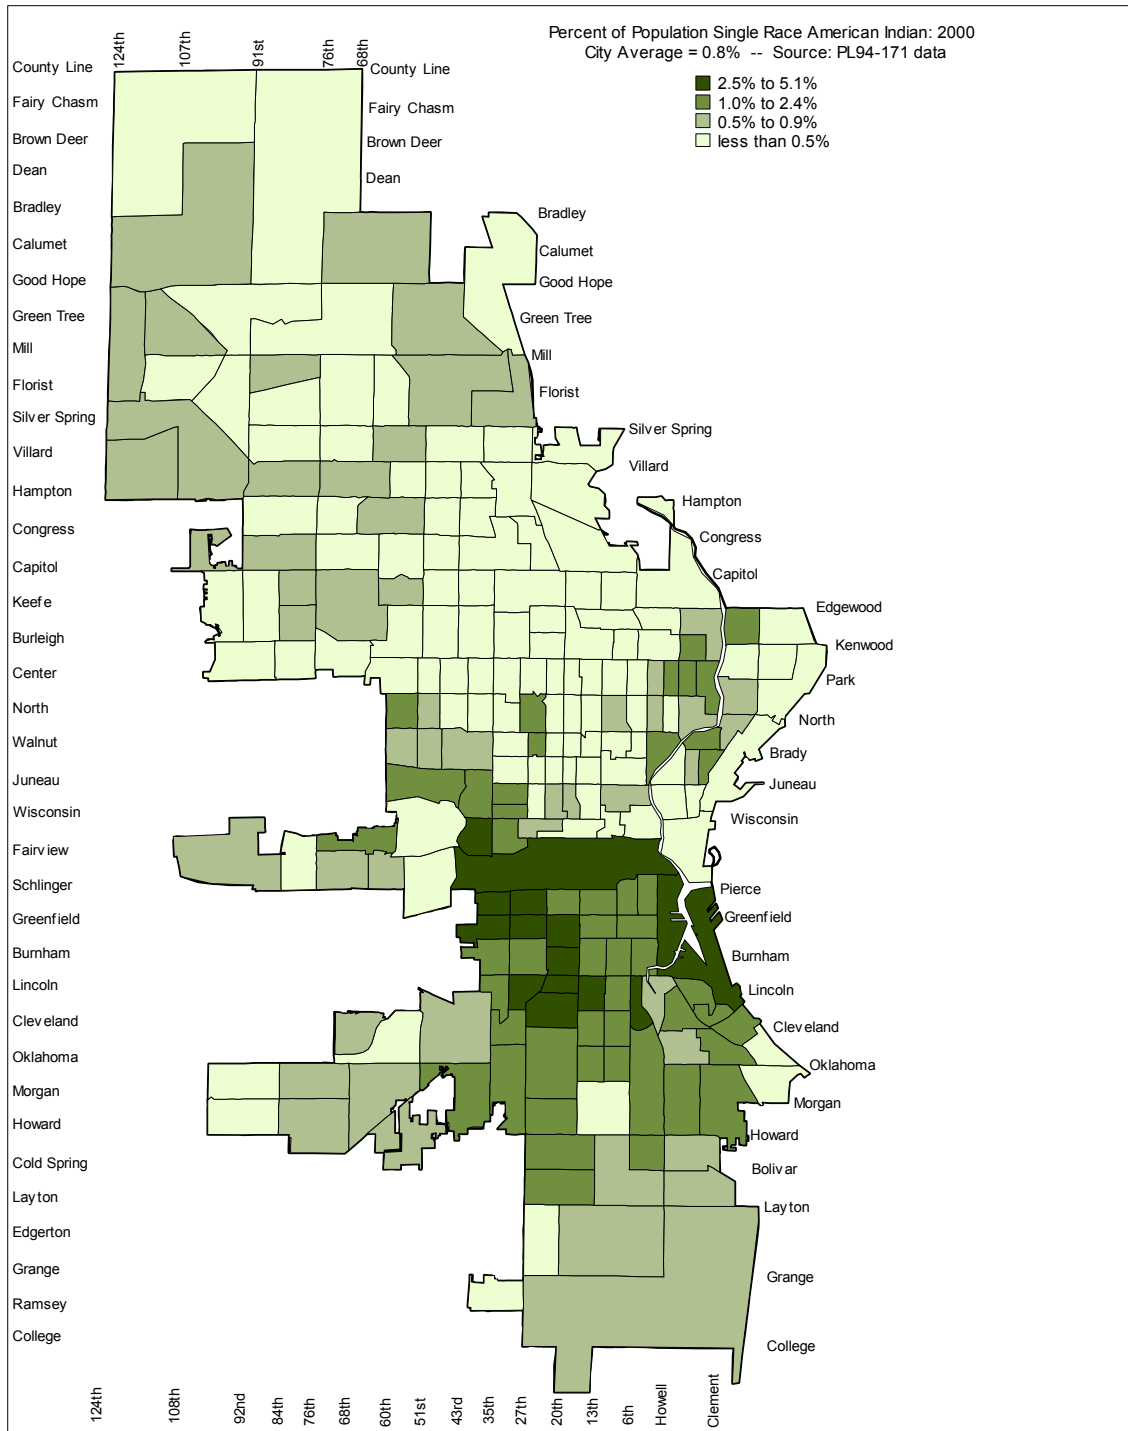 Percent of Population Single Race American Indian: 2000
City Average = 0.8% -- Source: PL94-171 data
2.5% to 5.1%
1.0% to 2.4%
0.5% to 0.9%
less than 0.5%
124th
107th
91st
76th
68th
County Line
Fairy Chasm
Brown Deer
Dean
Bradley
Calumet
Good Hope
Green Tree
Mill
Florist
Silver Spring
Villard
Hampton
Congress
Capitol
Keefe
Burleigh
Center
North
Walnut
Juneau
Wisconsin
Fairview
Schlinger
Greenfield
Burnham
Lincoln
Cleveland
Oklahoma
Morgan
Howard
Cold Spring
Layton
Edgerton
Grange
Ramsey
College
County Line
Fairy Chasm
Brown Deer
Dean
Bradley
Calumet
Good Hope
Green Tree
Mill
Florist
Silver Spring
Villard
Hampton
Congress
Capitol
Edgewood
Kenwood
Park
North
Brady
Juneau
Wisconsin
Pierce
Greenfield
Burnham
Lincoln
Cleveland
Oklahoma
Morgan
Howard
Bolivar
Layton
Grange
College
124th
108th
92nd
84th
76th
68th
60th
51st
43rd
35th
27th
20th
13th
6th
Howell
Clement